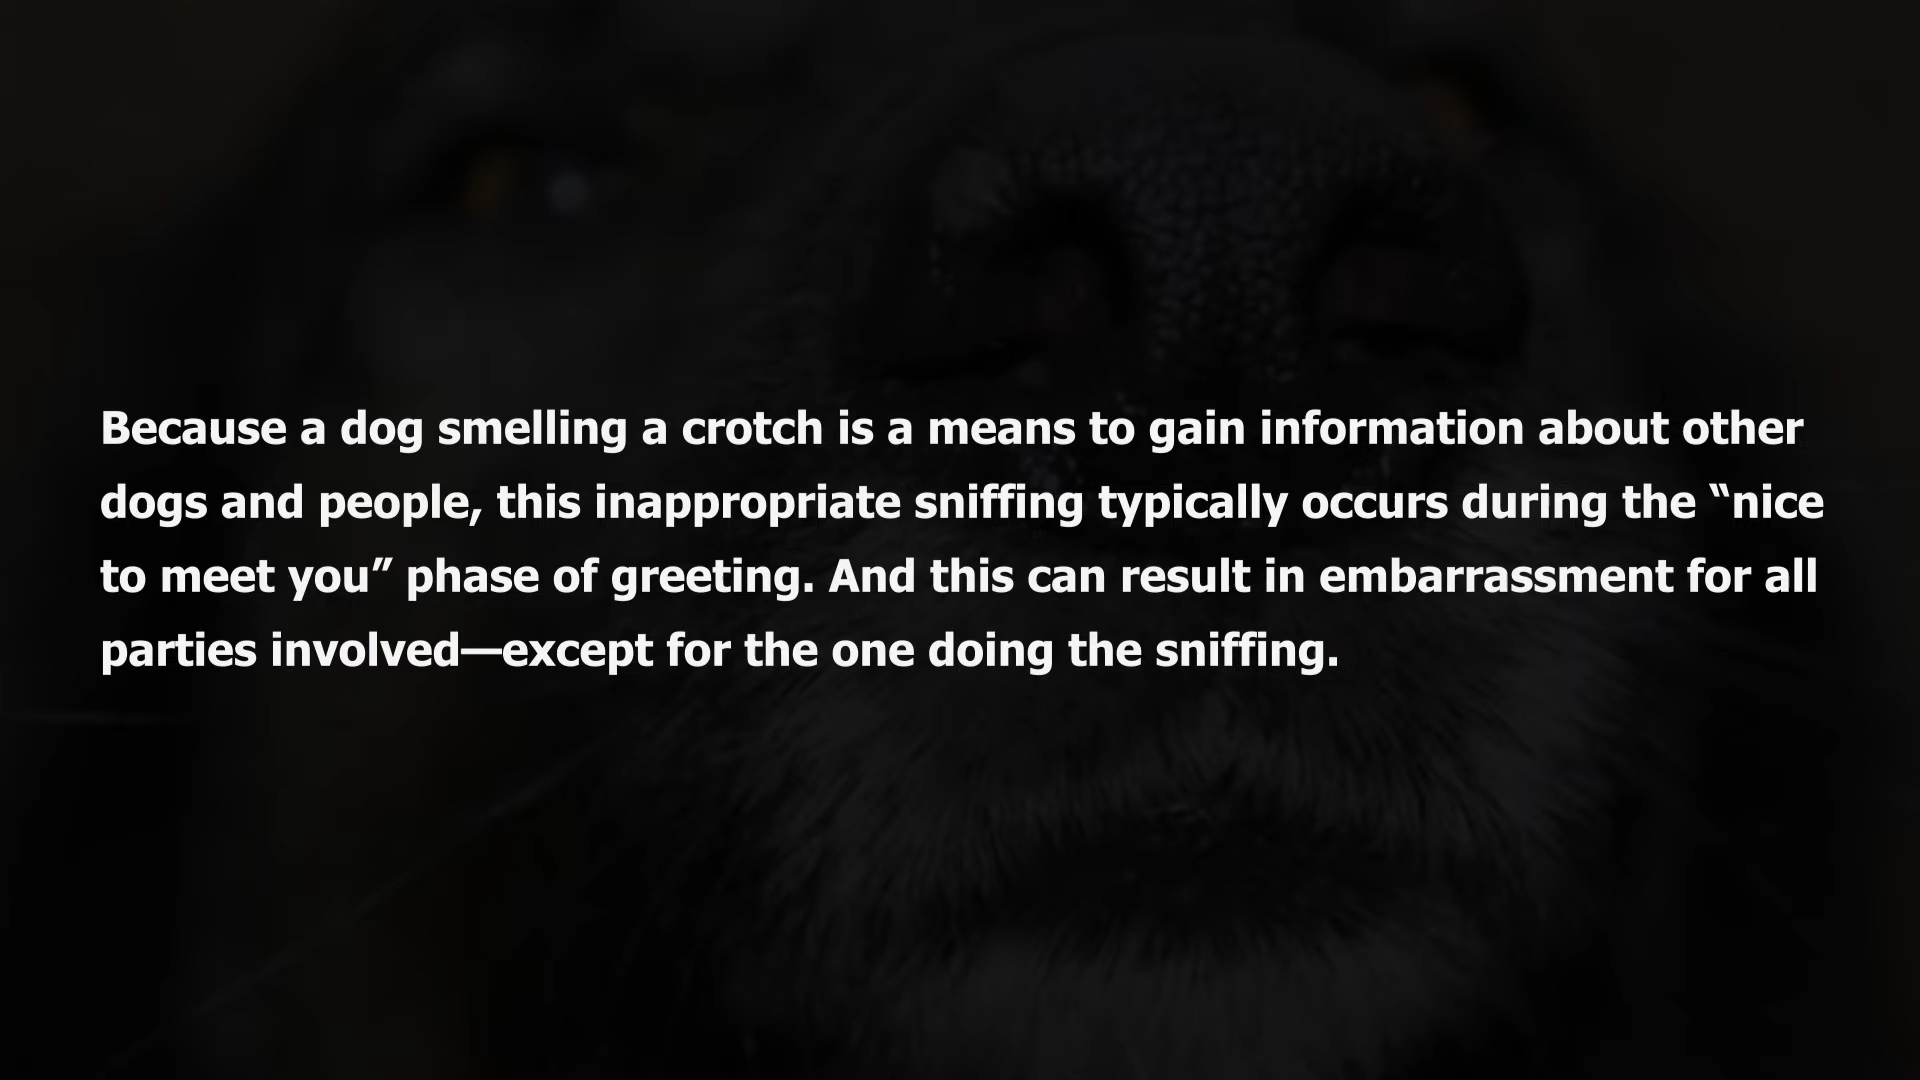 Because a dog smelling a crotch is a means to gain information about other
dogs and people, this inappropriate sniffing typically occurs during the “nice
to meet you” phase of greeting. And this can result in embarrassment for all
parties involved—except for the one doing the sniffing.